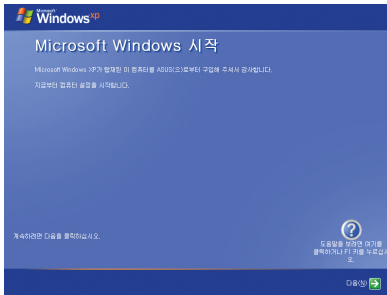 Microsoft
Windows xp
Microsoft Windows 시작
Microsoft Windows XP가 탑재된 이 컴퓨터를 ASUS(으)로부터 구입해 주셔서 감사합니다.
지금부터 컴퓨터 설정을 시작합니다.
계속하려면 다음을 클릭하십시오.
도움말을 보려면 여기를
클릭하거나 F1 키를 누르십시
오.
다음(N)